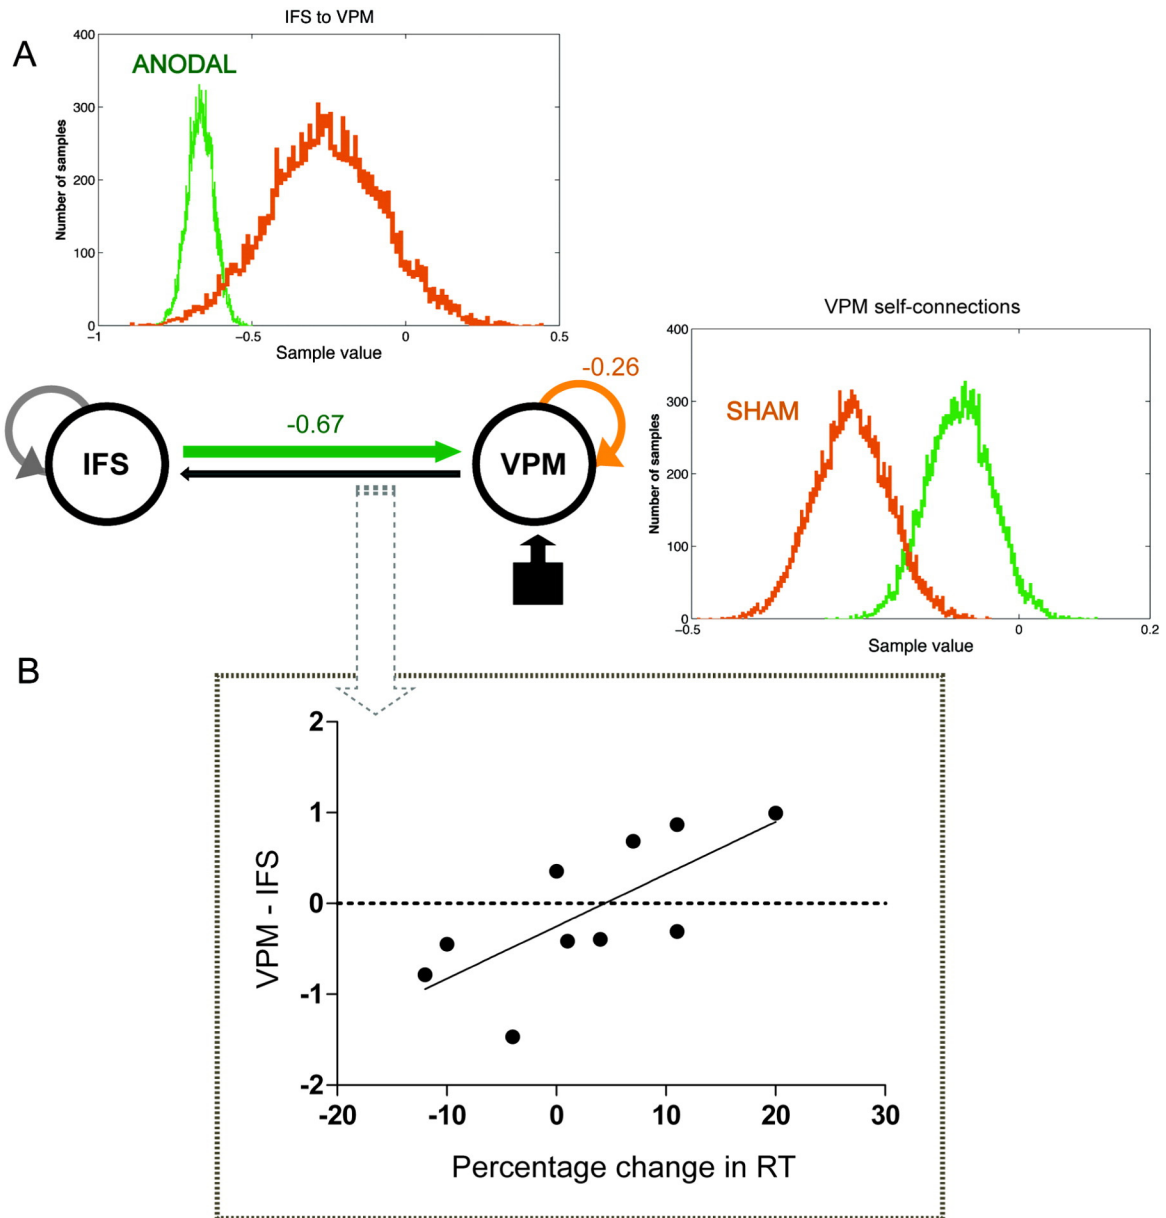 A
IFS to VPM
ANODAL
Number of samples
400
300
200
100
0
-1
-0.5
0
0.5
Sample value
VPM self-connections
SHAM
Number of samples
400
300
200
100
0
-0.5
0
0.2
Sample value
-0.26
-0.67
IFS
VPM
B
VPM - IFS
2
1
0
-1
-2
-20
-10
0
10
20
30
Percentage change in RT